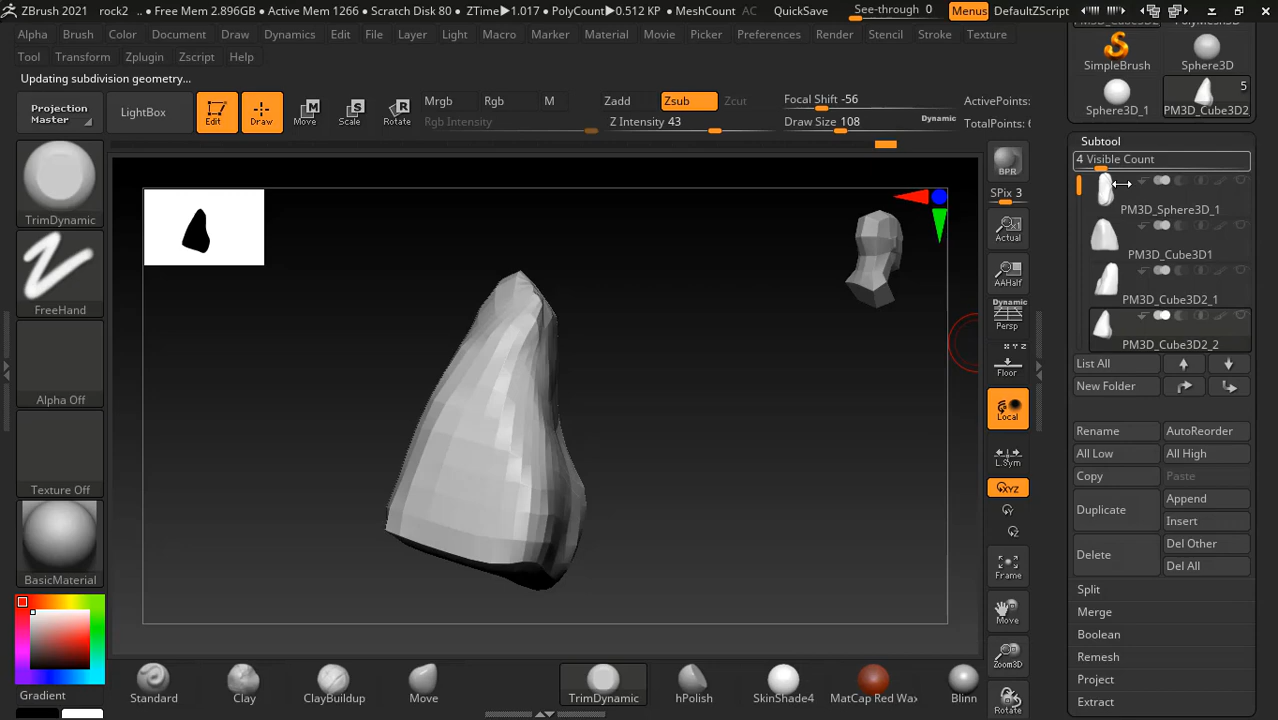 ZBrush 2021 rock2 .. ● Free Mem 2.896GB ● Active Mem 1266 ● Scratch Disk 80 ● ZTime▶1.017 ● PolyCount▶0.512 KP ● MeshCount AC QuickSave See-through 0 Menus DefaultZScript
Alpha Brush Color Document Draw Dynamics Edit File Layer Light Macro Marker Material Movie Picker Preferences Render Stencil Stroke Texture
Tool Transform Zplugin Zscript Help
Updating subdivision geometry...
Projection Master
LightBox
Edit
Draw
Move
Scale
Rotate
Mrgb Rgb M
Rgb Intensity
Zadd Zsub Zcut
Z Intensity 43
Focal Shift -56
Draw Size 108 Dynamic
ActivePoints:
TotalPoints: 6
TrimDynamic
FreeHand
Alpha Off
Texture Off
BasicMaterial
Gradient
BPR
SPix 3
Actual
AAHalf
Dynamic
Persp
X Y Z
Floor
Local
L.Sym
XYZ
Y
Z
Frame
Move
Zoom3D
Rotate
SimpleBrush
Sphere3D
5
Sphere3D_1
PM3D_Cube3D2
Subtool
4 Visible Count
PM3D_Sphere3D_1
PM3D_Cube3D1
PM3D_Cube3D2_1
PM3D_Cube3D2_2
List All
New Folder
Rename AutoReorder
All Low All High
Copy Paste
Duplicate Append
Insert
Delete Del Other
Del All
Split
Merge
Boolean
Remesh
Project
Extract
Standard
Clay
ClayBuildup
Move
TrimDynamic
hPolish
SkinShade4
MatCap Red Wa
Blinn